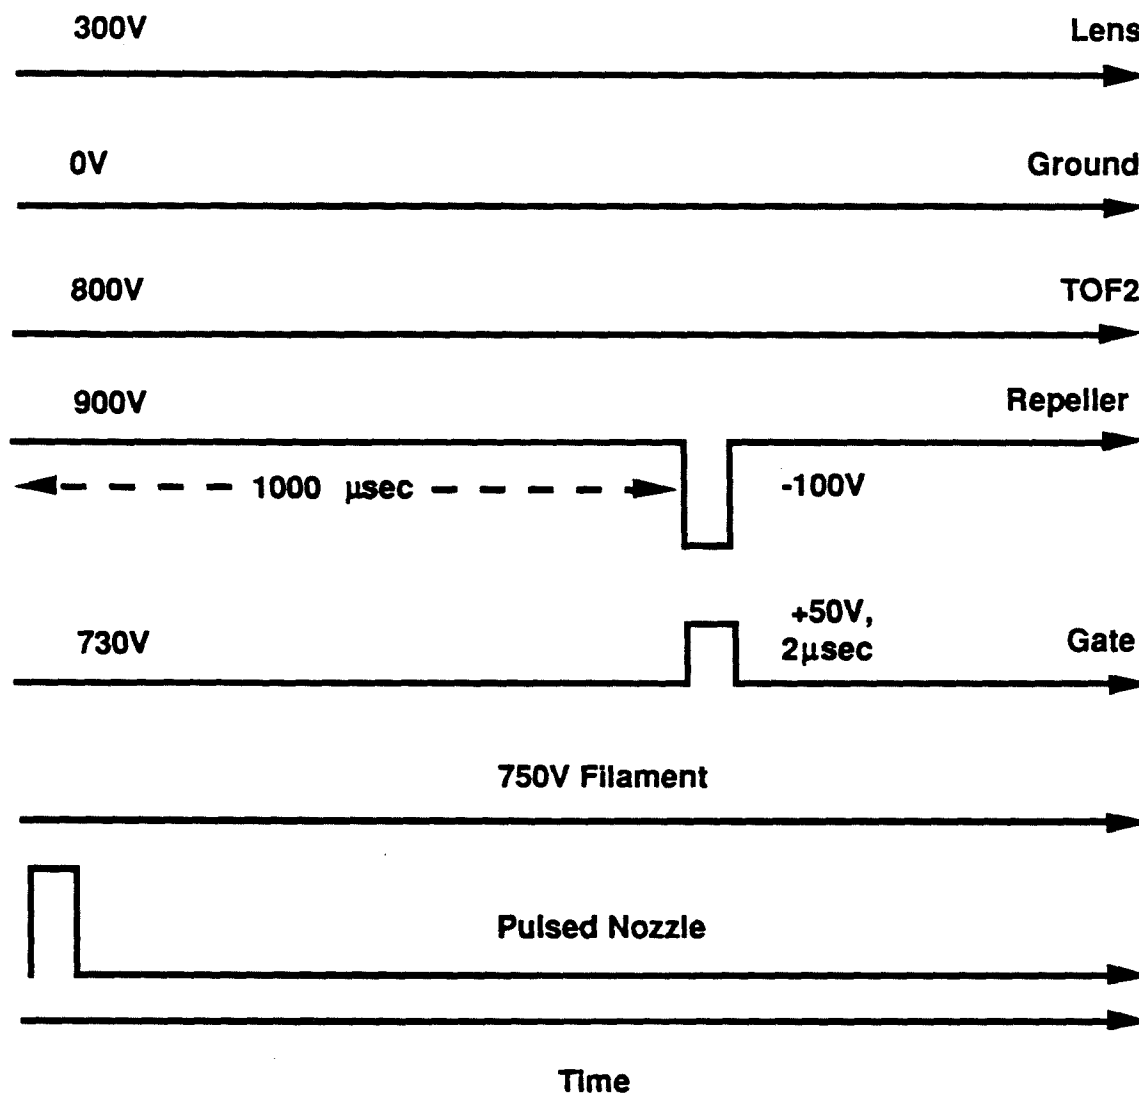 300V Lens
0V Ground
800V TOF2
900V Repeller
1000 μsec -100V
+50V,
730V 2μsec Gate
750V Filament
Pulsed Nozzle
Time